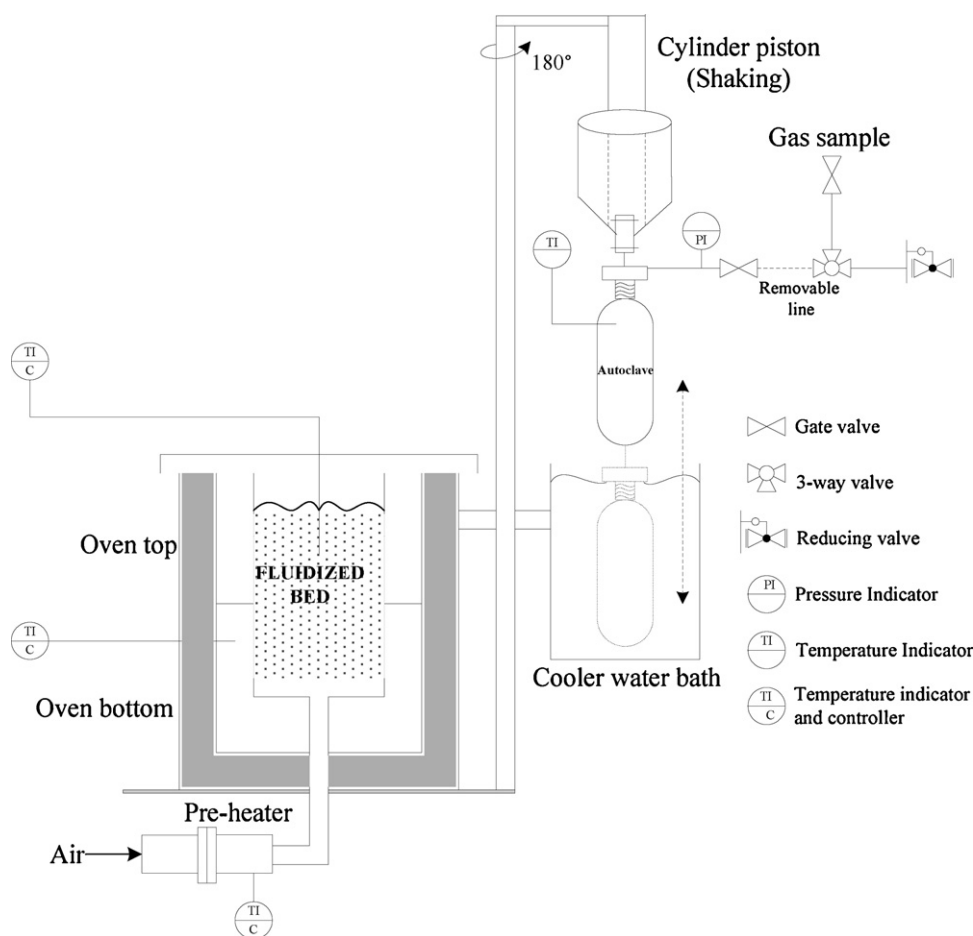 180°
Cylinder piston
(Shaking)
Gas sample
TI
PI
Removable
line
Autoclave
TI
C
Gate valve
3-way valve
Oven top
FLUIDIZED
BED
Reducing valve
PI
Pressure Indicator
TI
C
TI
Temperature Indicator
Cooler water bath
Oven bottom
TI
C
Temperature indicator
and controller
Pre-heater
Air
TI
C